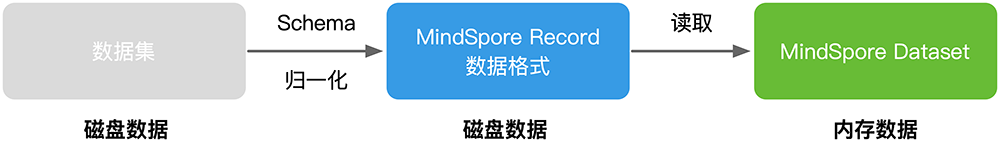 数据集
Schema
归一化
MindSpore Record
数据格式
读取
MindSpore Dataset
磁盘数据
磁盘数据
内存数据